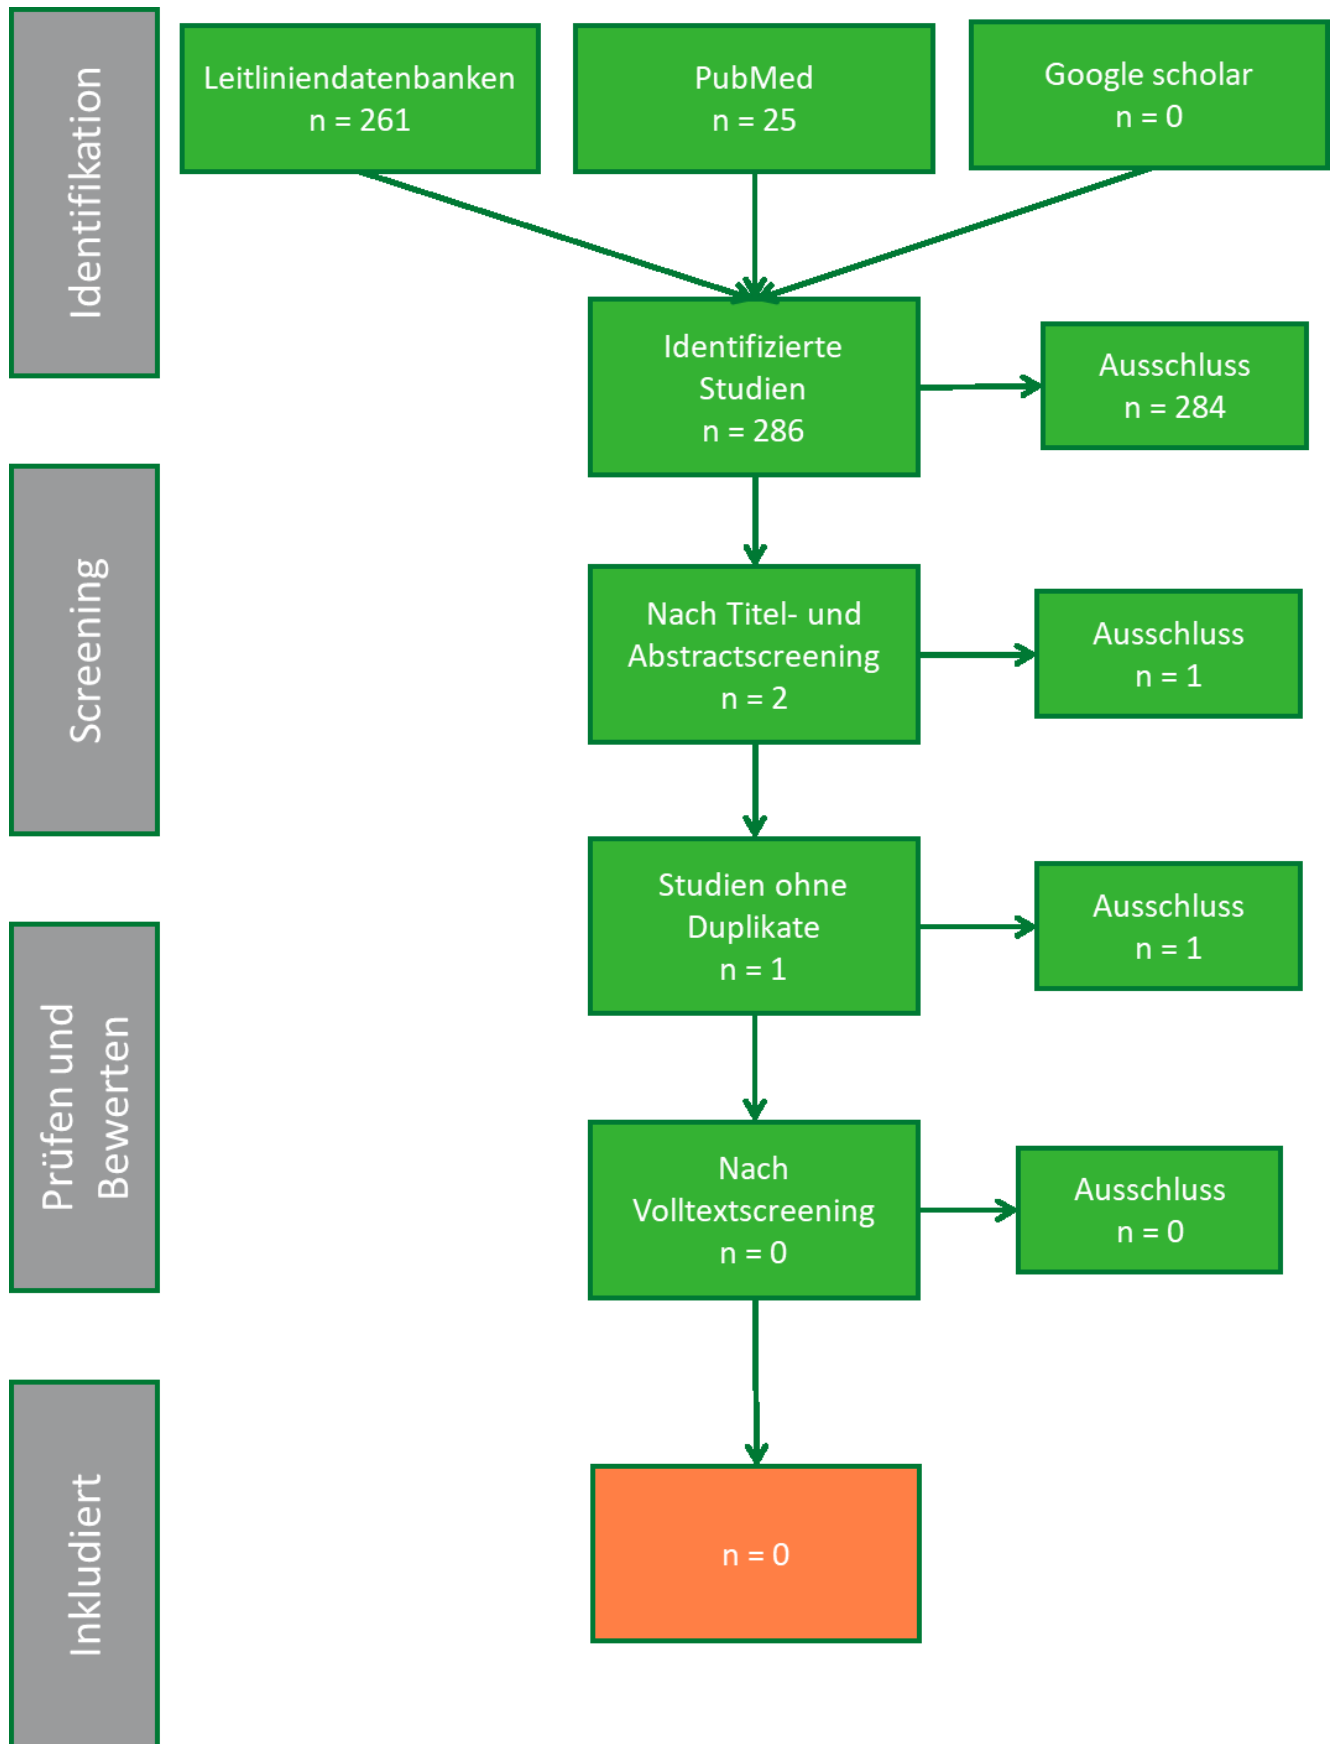 Identifikation
Leitliniendatenbanken
n = 261
PubMed
n = 25
Google scholar
n = 0
Identifizierte
Studien
n = 286
Ausschluss
n = 284
Screening
Nach Titel- und
Abstractscreening
n = 2
Ausschluss
n = 1
Studien ohne
Duplikate
n = 1
Ausschluss
n = 1
Prüfen und
Bewerten
Nach
Volltextscreening
n = 0
Ausschluss
n = 0
Inkludiert
n = 0